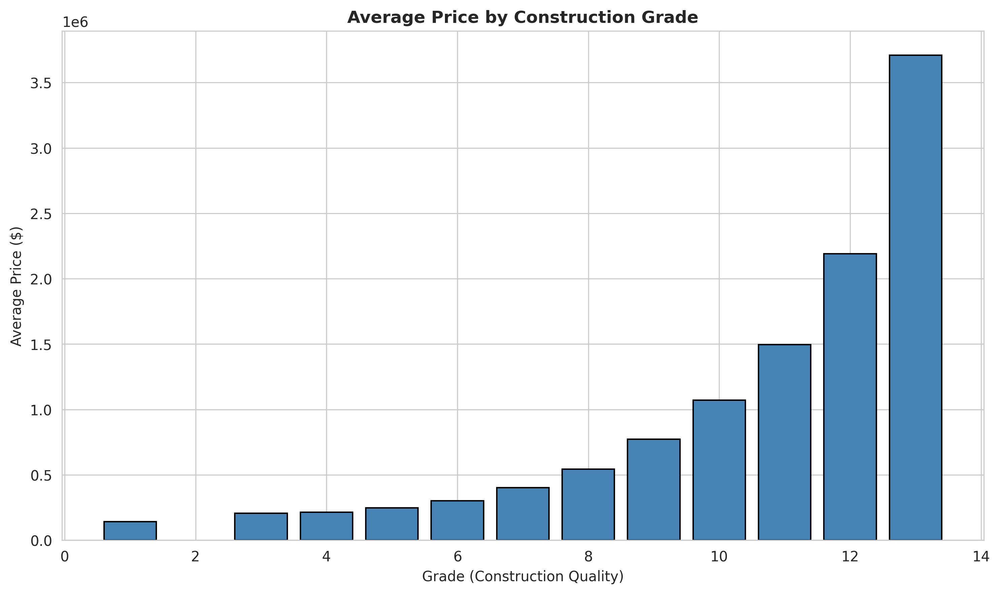 Average Price by Construction Grade
1e6
3.5
3.0
2.5
2.0
1.5
1.0
0.5
0.0
Average Price ($)
0 2 4 6 8 10 12 14
Grade (Construction Quality)